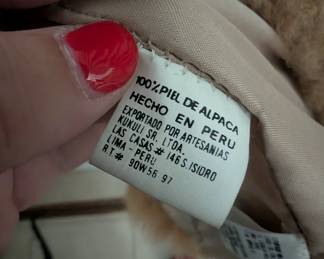 100% PIEL DE ALPACA
HECHO EN PERU
EXPORTADO POR ARTESANIAS
KUKULI SR. LTDA.
LAS CASAS # 146 S. ISIDRO
LIMA - PERU
R1 # 90W56 97